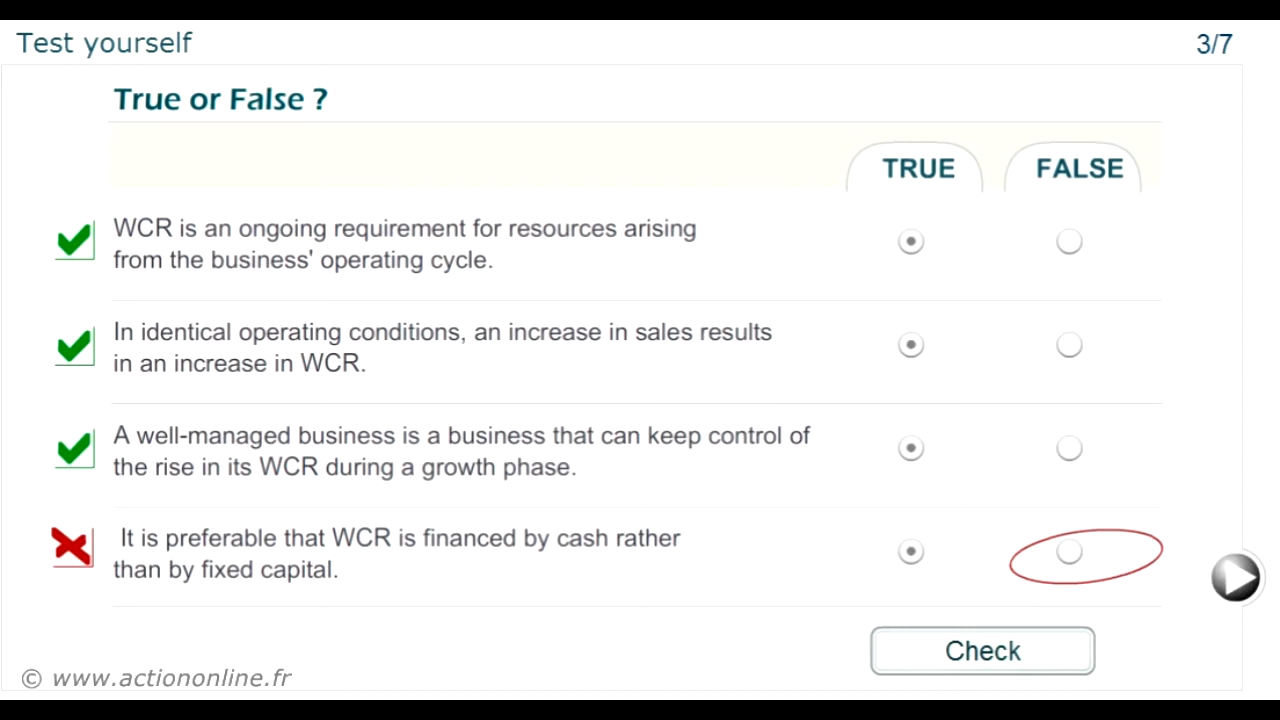 Test yourself
3/7
True or False ?
TRUE FALSE
WCR is an ongoing requirement for resources arising
from the business' operating cycle.
In identical operating conditions, an increase in sales results
in an increase in WCR.
A well-managed business is a business that can keep control of
the rise in its WCR during a growth phase.
It is preferable that WCR is financed by cash rather
than by fixed capital.
Check
© www.actiononline.fr